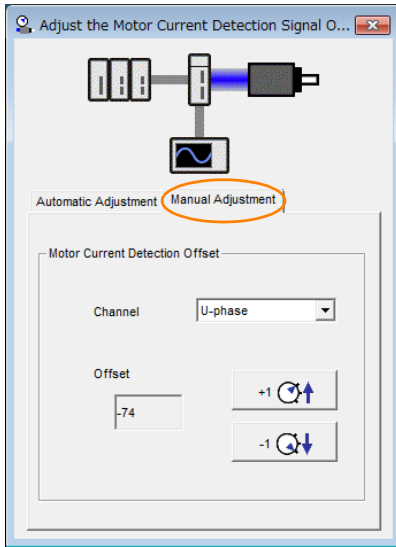 Adjust the Motor Current Detection Signal O...
Automatic Adjustment Manual Adjustment
Motor Current Detection Offset
Channel U-phase
Offset
-74
+1
-1